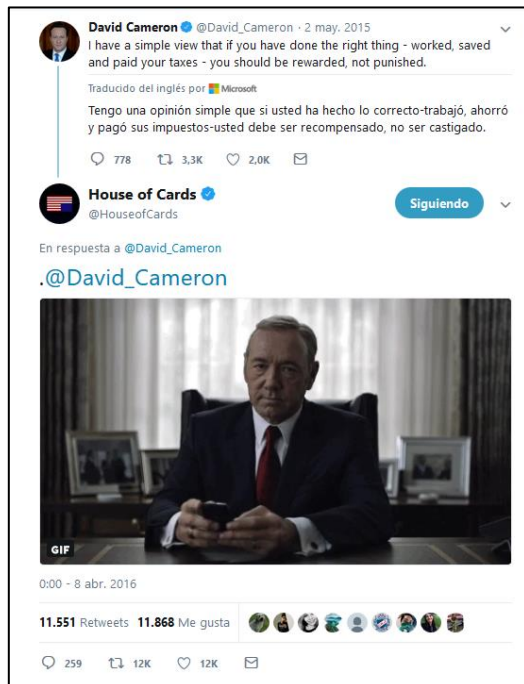 David Cameron @David_Cameron · 2 may. 2015
I have a simple view that if you have done the right thing - worked, saved
and paid your taxes - you should be rewarded, not punished.
Traducido del inglés por Microsoft
Tengo una opinión simple que si usted ha hecho lo correcto-trabajó, ahorró
y pagó sus impuestos-usted debe ser recompensado, no ser castigado.
778 3,3K 2,0K
House of Cards
@HouseofCards
Siguiendo
En respuesta a @David_Cameron
.@David_Cameron
GIF
0:00 - 8 abr. 2016
11.551 Retweets 11.868 Me gusta
259 12K 12K